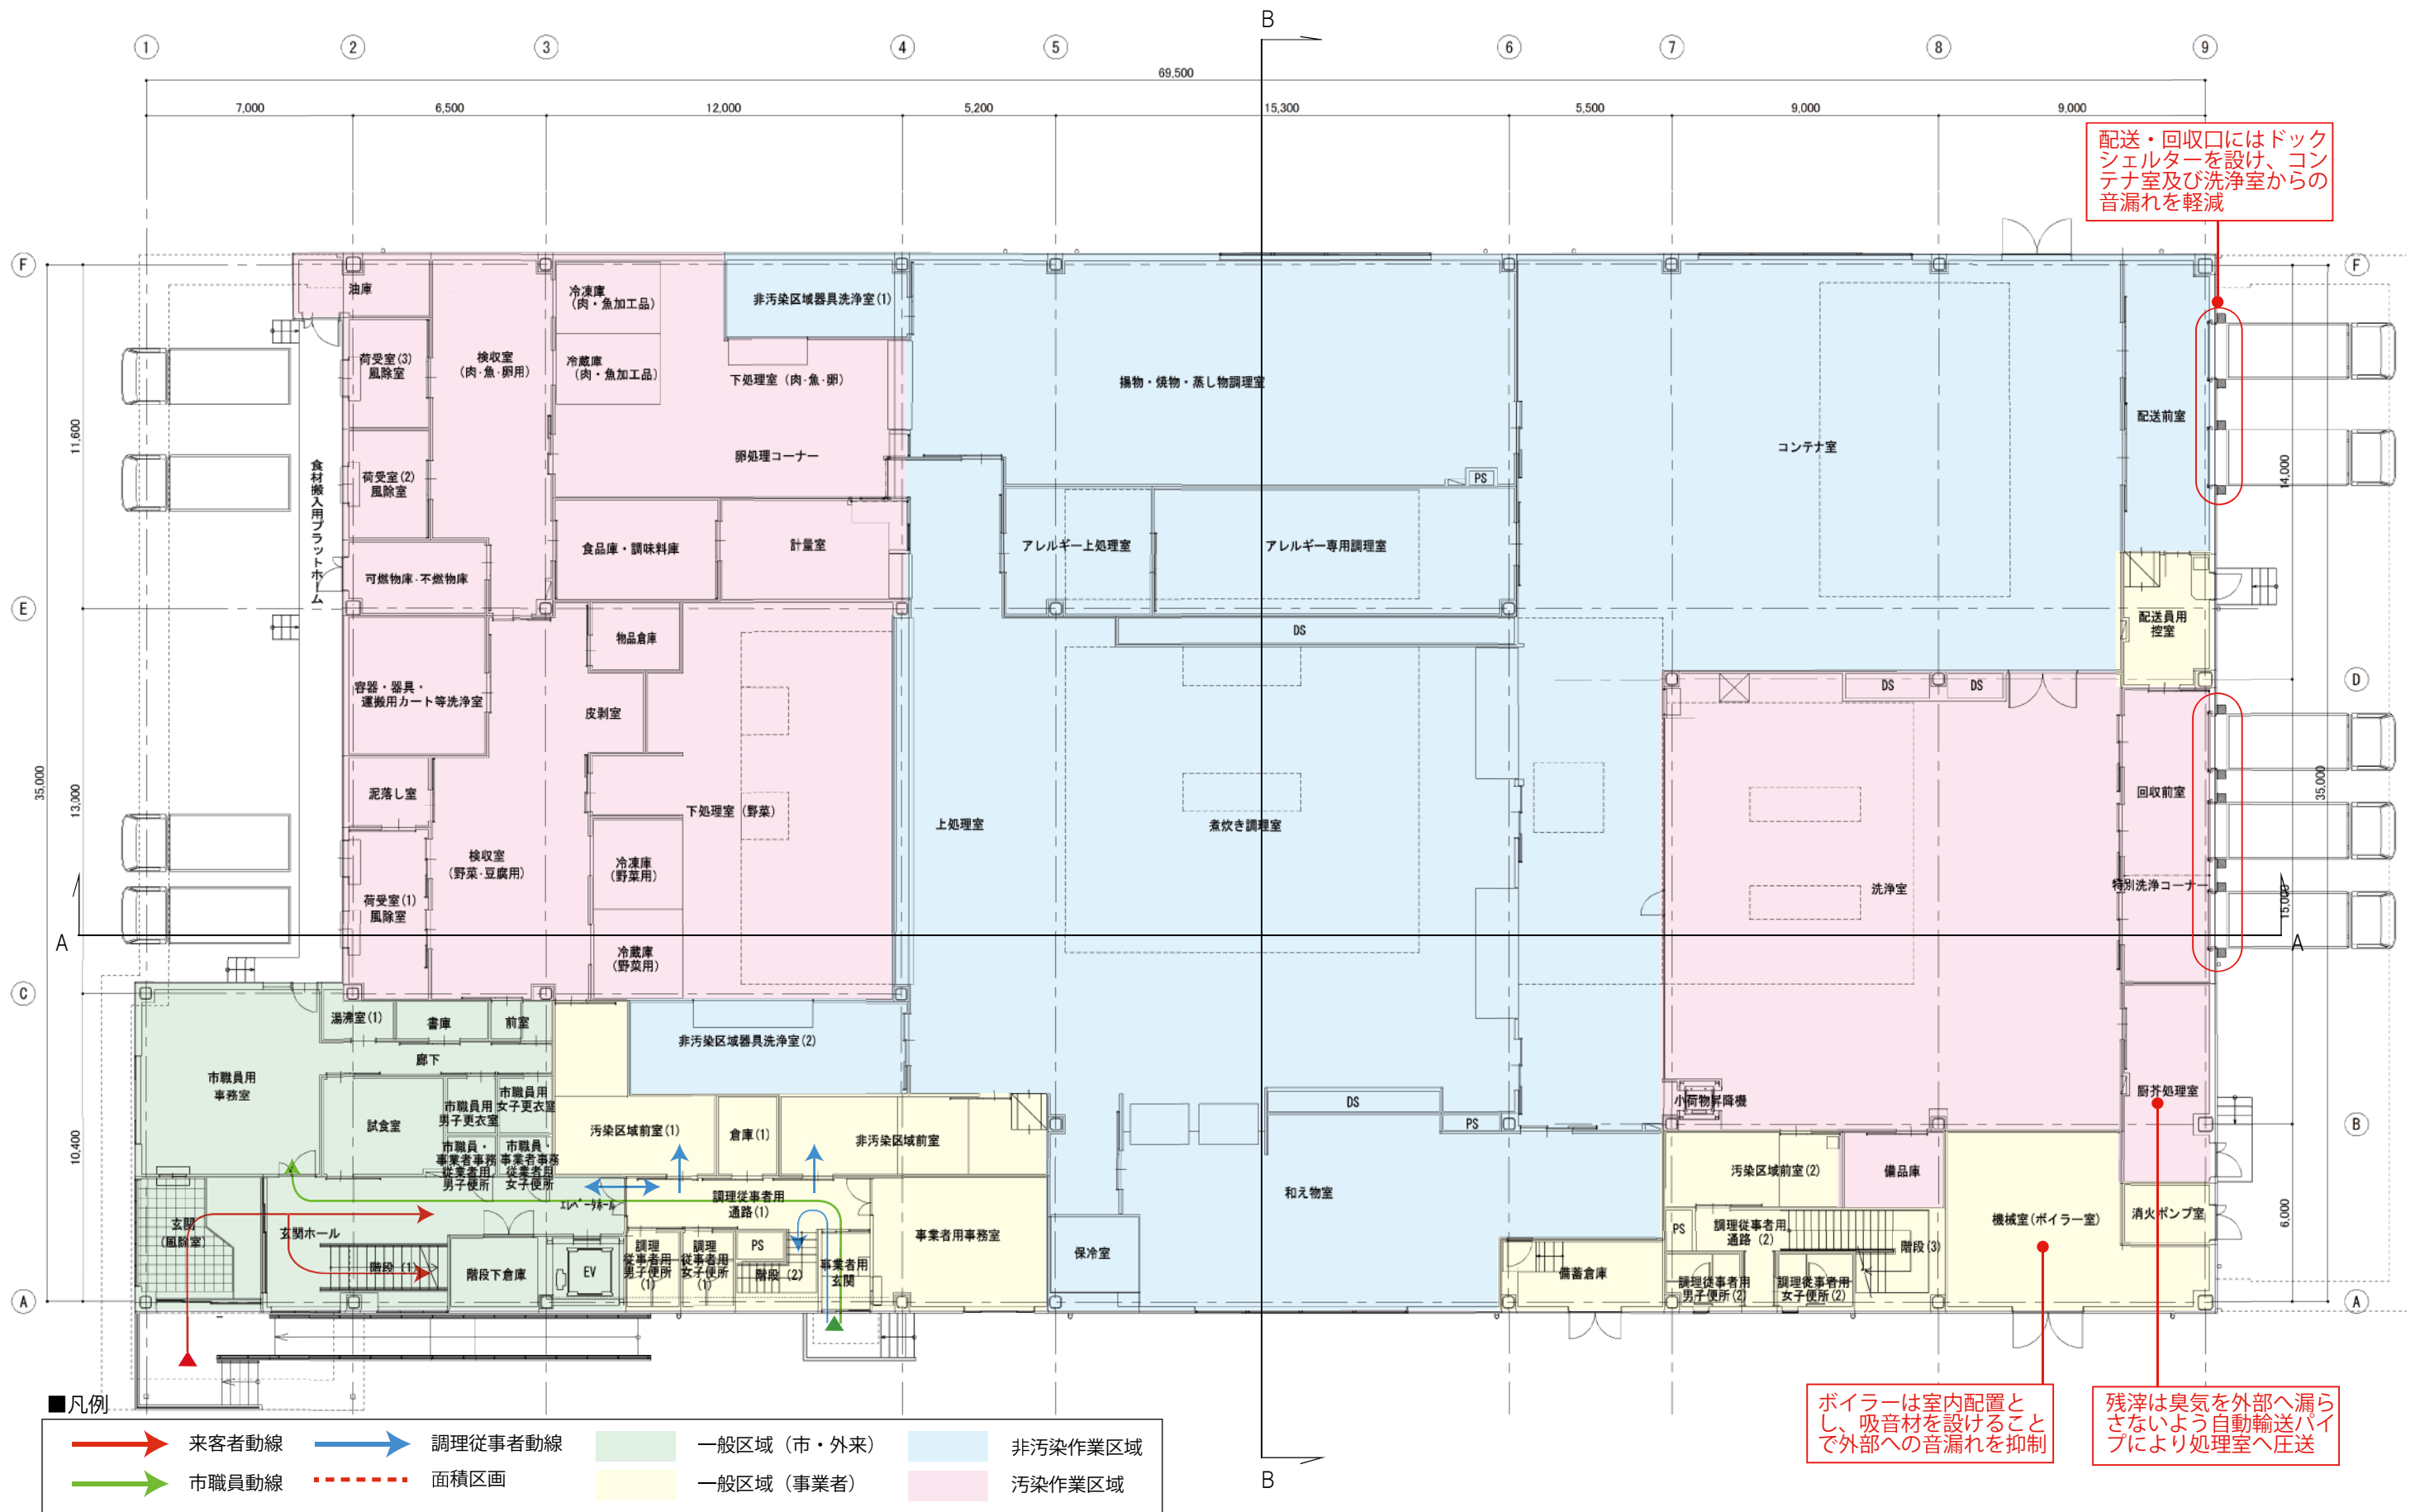 B
① ② ③ ④ ⑤ ⑥ ⑦ ⑧ ⑨
69,500
7,000 6,500 12,000 5,200 15,300 5,500 9,000 9,000
配送・回収口にはドック
シェルターを設け、コン
テナ室及び洗浄室からの
音漏れを軽減
F
F
油庫
冷凍庫
(肉・魚加工品)
非汚染区域器具洗浄室(1)
荷受室(3)
風除室
検収室
(肉・魚・卵用)
冷蔵庫
(肉・魚加工品)
下処理室(肉・魚・卵)
揚物・焼物・蒸し物調理室
配送前室
11,600
卵処理コーナー
コンテナ室
14,000
食材搬入用プラットホーム
荷受室(2)
風除室
PS
食品庫・調味料庫
計量室
アレルギー上処理室
アレルギー専用調理室
可燃物庫・不燃物庫
E
E
物品倉庫
DS
配送員用
控室
容器・器具・
運搬用カート等洗浄室
皮剥室
DS
DS
D
35,000
13,000
泥落し室
下処理室(野菜)
上処理室
煮炊き調理室
回収前室
35,000
検収室
(野菜・豆腐用)
冷凍庫
(野菜用)
洗浄室
特別洗浄コーナー
荷受室(1)
風除室
15,000
A
A
冷蔵庫
(野菜用)
C
C
湯沸室(1)
書庫
前室
非汚染区域器具洗浄室(2)
廊下
市職員用
事務室
試食室
市職員用
男子更衣室
市職員用
女子更衣室
DS
PS
小荷物昇降機
厨芥処理室
10,400
汚染区域前室(1)
倉庫(1)
非汚染区域前室
B
市職員・
事業者事務
従業者用
男子便所
市職員・
事業者事務
従業者用
女子便所
汚染区域前室(2)
備品庫
和え物室
玄関
(風除室)
玄関ホール
エレベータホール
調理従事者用
通路(1)
事業者用事務室
PS
調理従事者用
通路(2)
機械室(ボイラー室)
消火ポンプ室
6,000
階段(1)
階段下倉庫
EV
調理
従事者用
男子便所
(1)
調理
従事者用
女子便所
(1)
PS
階段(2)
事業者用
玄関
保冷室
備蓄倉庫
階段(3)
調理従事者用
男子便所(2)
調理従事者用
女子便所(2)
A
A
ボイラーは室内配置と
し、吸音材を設けること
で外部への音漏れを抑制
残滓は臭気を外部へ漏ら
さないよう自動輸送パイ
プにより処理室へ圧送
B
■凡例
来客者動線
調理従事者動線
一般区域(市・外来)
非汚染作業区域
市職員動線
面積区画
一般区域(事業者)
汚染作業区域